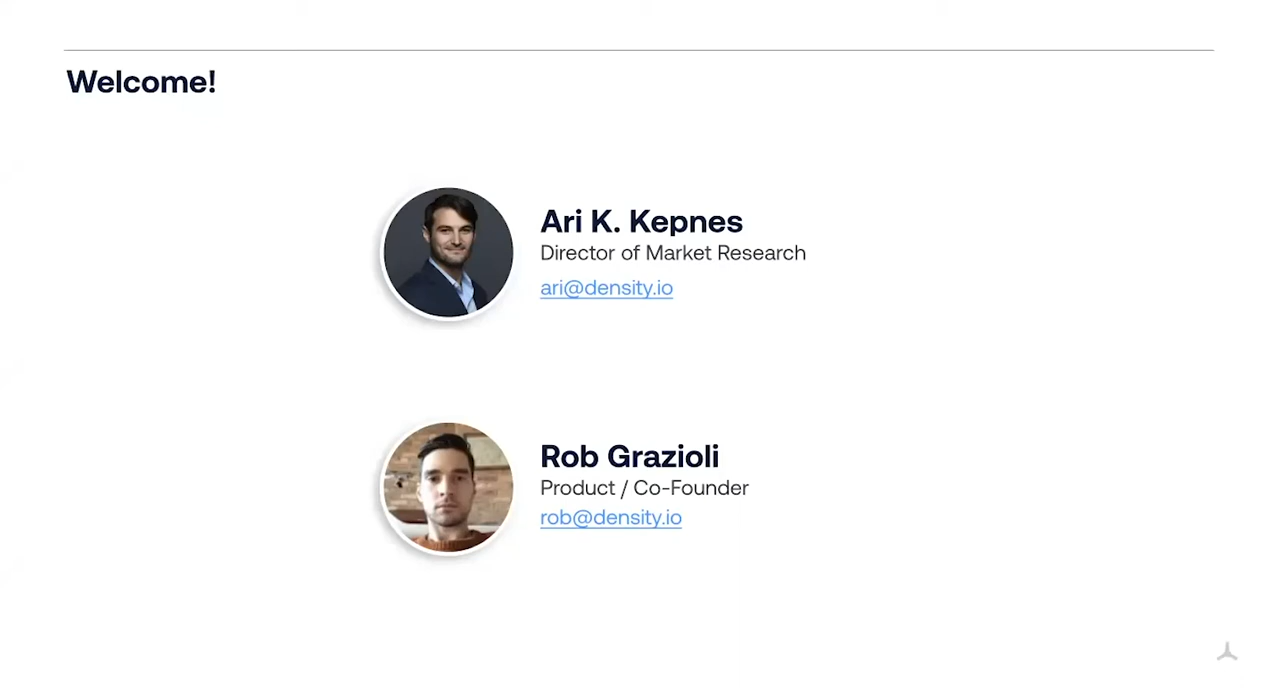 Welcome!
Ari K. Kepnes
Director of Market Research
ari@density.io
Rob Grazioli
Product / Co-Founder
rob@density.io